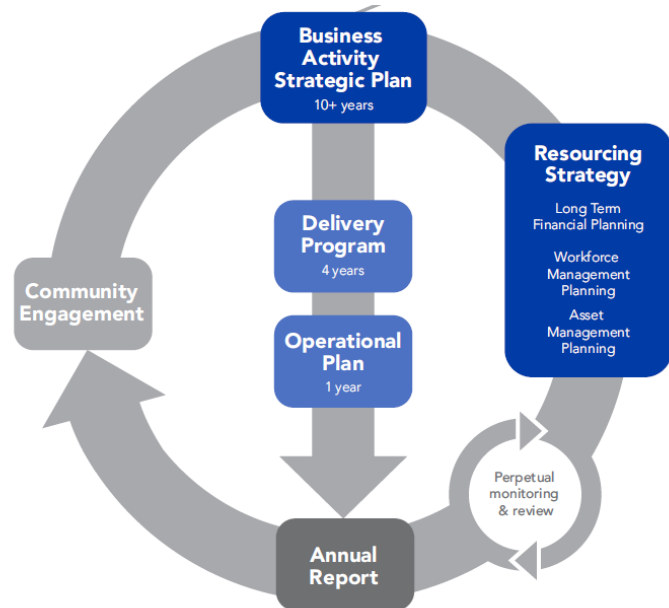 Business
Activity
Strategic Plan
10+ years
Resourcing
Strategy
Long Term
Financial Planning
Workforce
Management
Planning
Asset
Management
Planning
Delivery
Program
4 years
Community
Engagement
Operational
Plan
1 year
Perpetual
monitoring
& review
Annual
Report